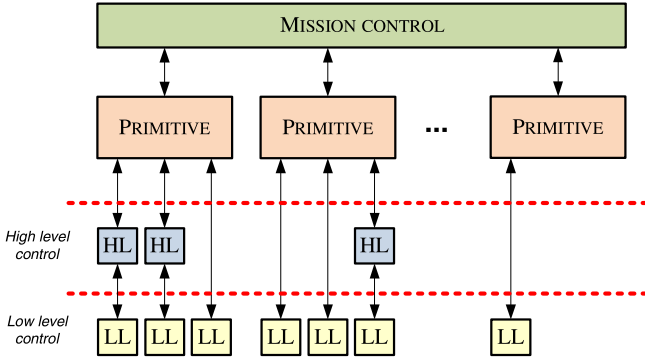 MISSION CONTROL
PRIMITIVE PRIMITIVE ... PRIMITIVE
High level
control
HL HL HL
Low level
control
LL LL LL LL LL LL LL